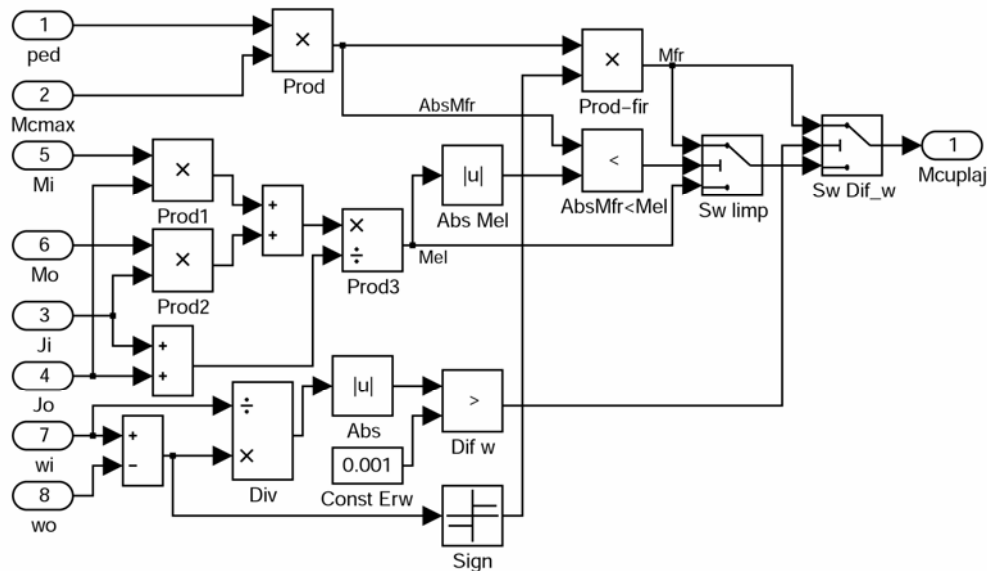 1
ped
2
Mcmax
5
Mi
6
Mo
3
Ji
4
Jo
7
wi
8
wo
×
Prod
×
Prod1
×
Prod2
+
+
+
+
+
−
×
÷
Prod3
÷
×
Div
AbsMfr
Mel
|u|
Abs Mel
|u|
Abs
0.001
Const Erw
>
Dif w
Sign
×
Prod-fir
Mfr
<
AbsMfr<Mel
Sw limp
Sw Dif_w
1
Mcuplaj